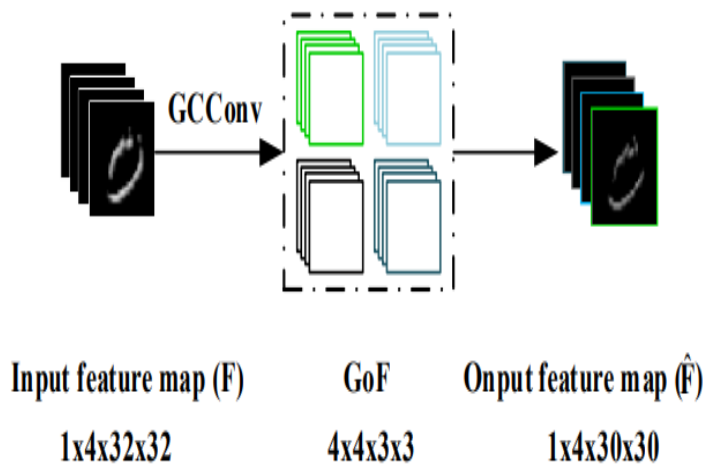 GCConv
Input feature map (F) GoF Onput feature map (F̂)
1x4x32x32 4x4x3x3 1x4x30x30